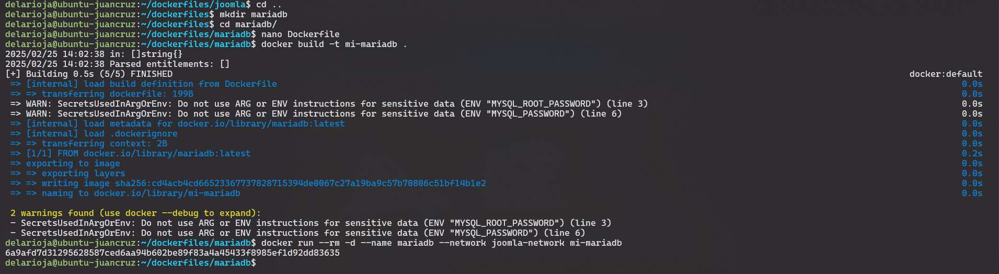 delarioja@ubuntu-juancruz:~/dockerfiles/joomla$ cd ..
delarioja@ubuntu-juancruz:~/dockerfiles$ mkdir mariadb
delarioja@ubuntu-juancruz:~/dockerfiles$ cd mariadb/
delarioja@ubuntu-juancruz:~/dockerfiles/mariadb$ nano Dockerfile
delarioja@ubuntu-juancruz:~/dockerfiles/mariadb$ docker build -t mi-mariadb .
2025/02/25 14:02:38 in: []string{}
2025/02/25 14:02:38 Parsed entitlements: []
[+] Building 0.5s (5/5) FINISHED docker:default
=> [internal] load build definition from Dockerfile 0.0s
=> => transferring dockerfile: 199B 0.0s
=> WARN: SecretsUsedInArgOrEnv: Do not use ARG or ENV instructions for sensitive data (ENV "MYSQL_ROOT_PASSWORD") (line 3) 0.0s
=> WARN: SecretsUsedInArgOrEnv: Do not use ARG or ENV instructions for sensitive data (ENV "MYSQL_PASSWORD") (line 6) 0.0s
=> [internal] load metadata for docker.io/library/mariadb:latest 0.0s
=> [internal] load .dockerignore 0.0s
=> => transferring context: 2B 0.0s
=> [1/1] FROM docker.io/library/mariadb:latest 0.2s
=> exporting to image 0.0s
=> => exporting layers 0.0s
=> => writing image sha256:cd4acb4cd665233677378287 15394de0067c27a19ba9c57b70806c51bf14b1e2 0.0s
=> => naming to docker.io/library/mi-mariadb 0.0s
2 warnings found (use docker --debug to expand):
- SecretsUsedInArgOrEnv: Do not use ARG or ENV instructions for sensitive data (ENV "MYSQL_ROOT_PASSWORD") (line 3)
- SecretsUsedInArgOrEnv: Do not use ARG or ENV instructions for sensitive data (ENV "MYSQL_PASSWORD") (line 6)
delarioja@ubuntu-juancruz:~/dockerfiles/mariadb$ docker run --rm -d --name mariadb --network joomla-network mi-mariadb
6a9afd7d31295628587ced6aa94b602be89f83a4a45433f8985ef1d92dd83635
delarioja@ubuntu-juancruz:~/dockerfiles/mariadb$